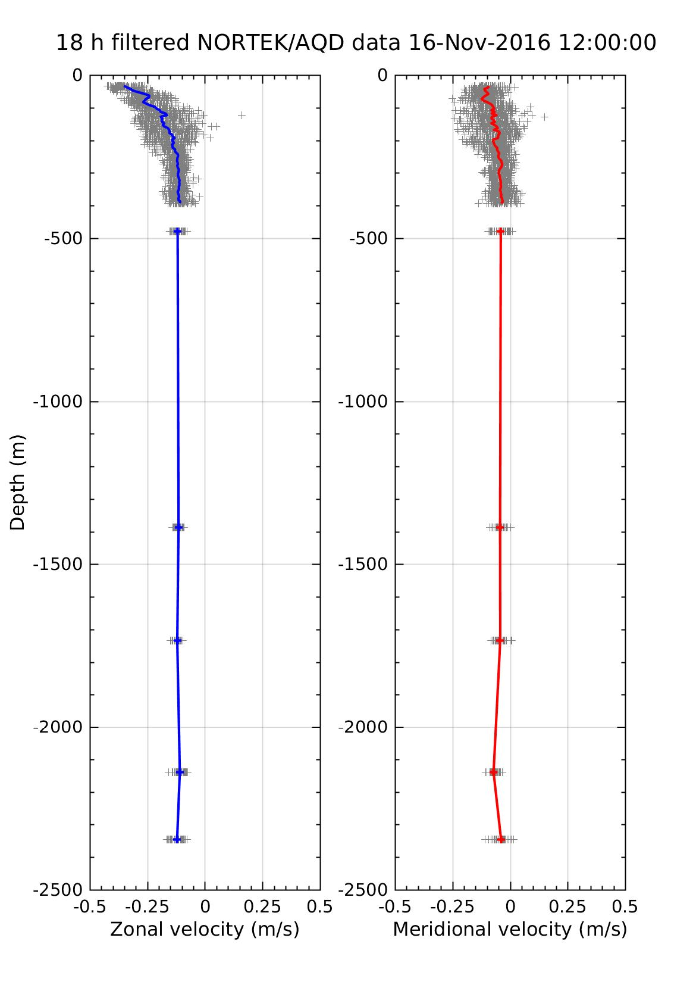 18 h filtered NORTEK/AQD data 16-Nov-2016 12:00:00
0
-500
-1000
-1500
-2000
-2500
Depth (m)
-0.5 -0.25 0 0.25 0.5
Zonal velocity (m/s)
0
-500
-1000
-1500
-2000
-2500
-0.5 -0.25 0 0.25 0.5
Meridional velocity (m/s)